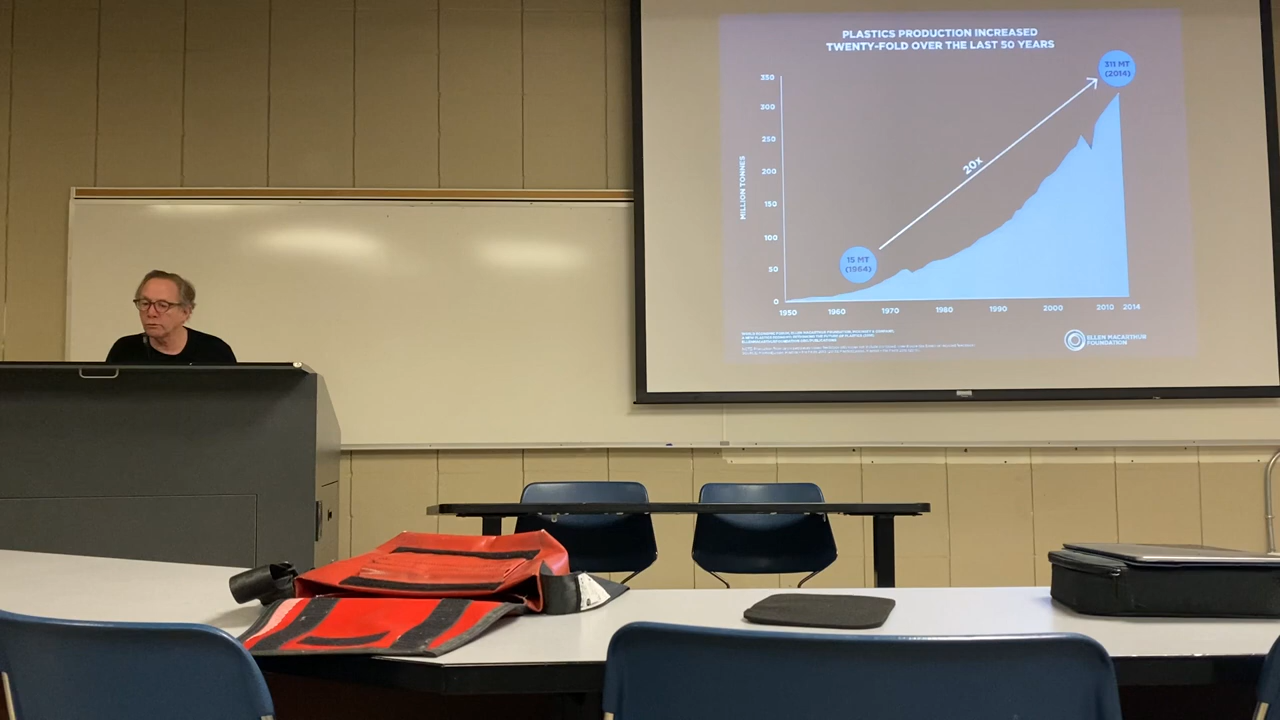 PLASTICS PRODUCTION INCREASED
TWENTY-FOLD OVER THE LAST 50 YEARS
311 MT
(2014)
350
300
250
200
150
100
50
0
MILLION TONNES
20x
15 MT
(1964)
1950
1960
1970
1980
1990
2000
2010
2014
ELLEN MACARTHUR
FOUNDATION